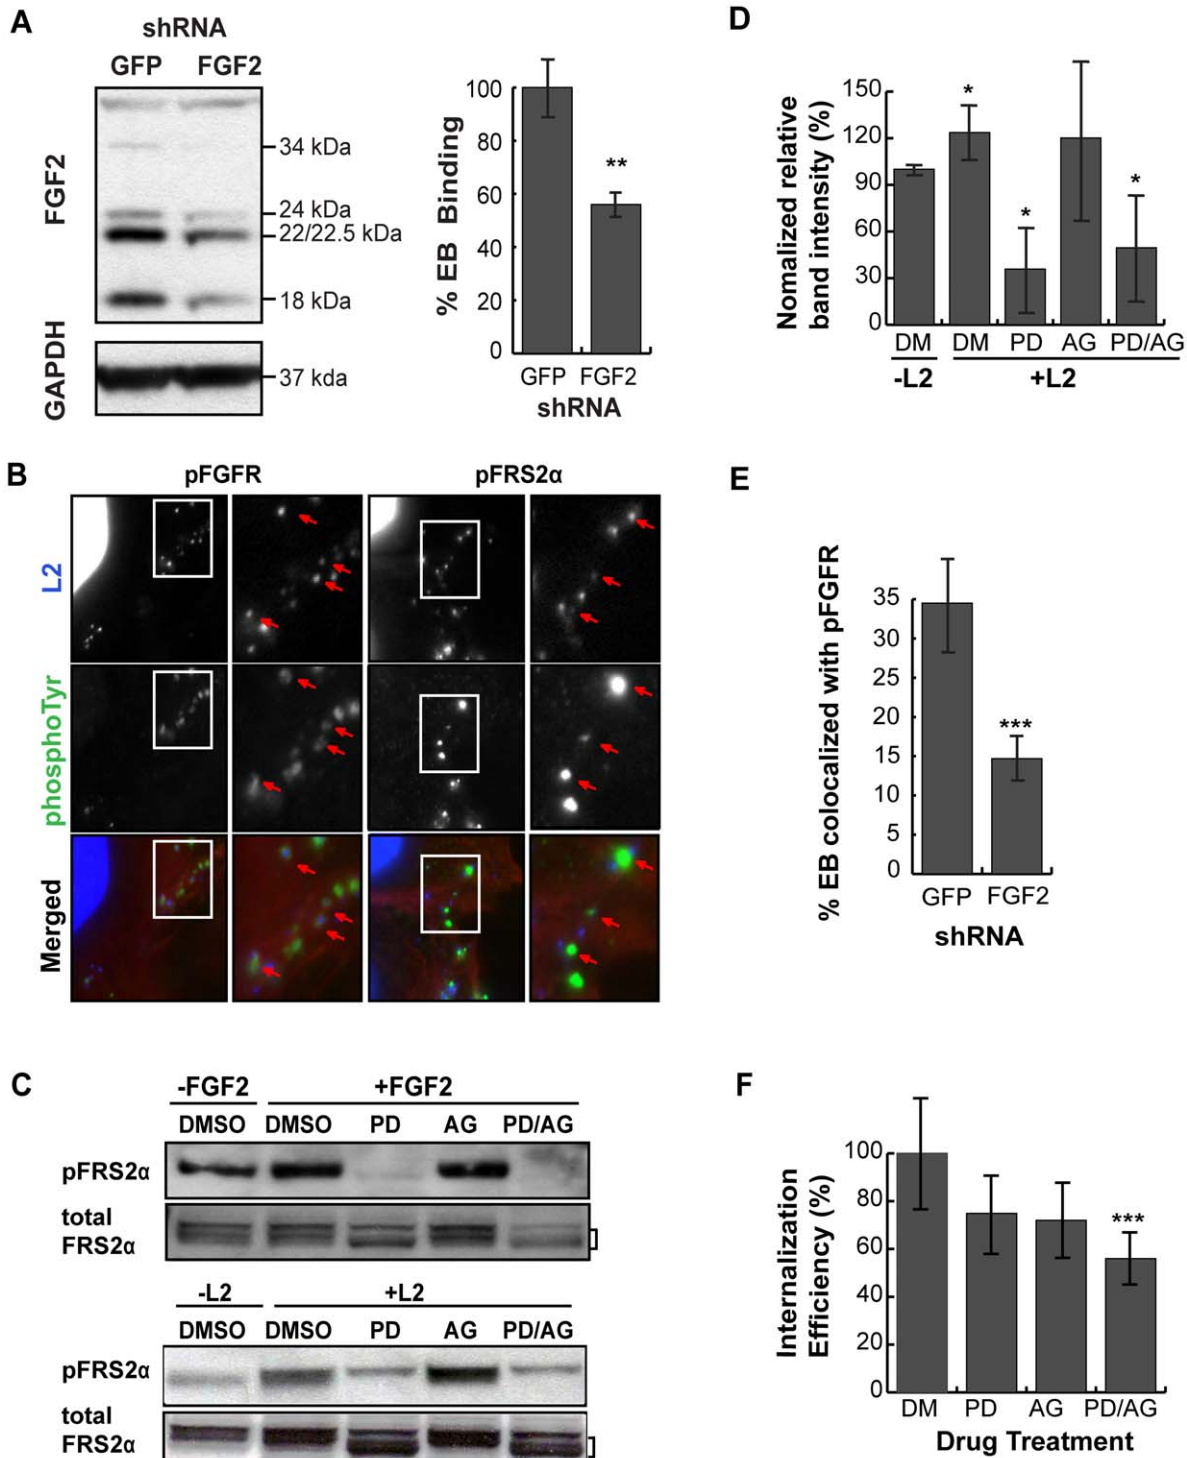 A
shRNA
GFP FGF2
FGF2
34 kDa
24 kDa
22/22.5 kDa
18 kDa
GAPDH
37 kda
% EB Binding
100
80
60
40
20
0
**
GFP FGF2
shRNA
D
Nomalized relative
band intensity (%)
150
120
90
60
30
0
* * *
DM DM PD AG PD/AG
-L2 +L2
B
pFGFR pFRS2α
L2
phosphoTyr
Merged
E
% EB colocalized with pFGFR
35
30
25
20
15
10
5
0
***
GFP FGF2
shRNA
C
-FGF2 +FGF2
DMSO DMSO PD AG PD/AG
pFRS2α
total
FRS2α
-L2 +L2
DMSO DMSO PD AG PD/AG
pFRS2α
total
FRS2α
F
Internalization
Efficiency (%)
100
80
60
40
20
0
***
DM PD AG PD/AG
Drug Treatment